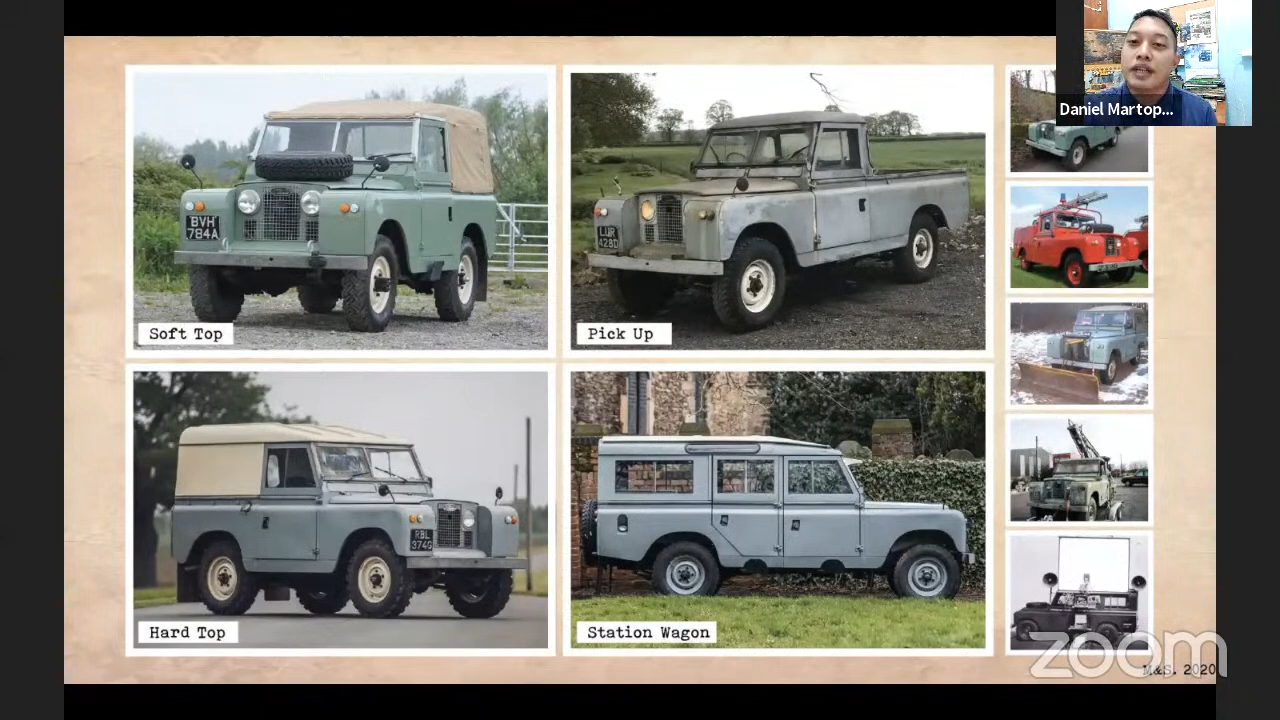 Daniel Martop...
BVH
784A
Soft Top
LUR
428D
Pick Up
RBL
374G
Hard Top
Station Wagon
zoom
M&S. 2020